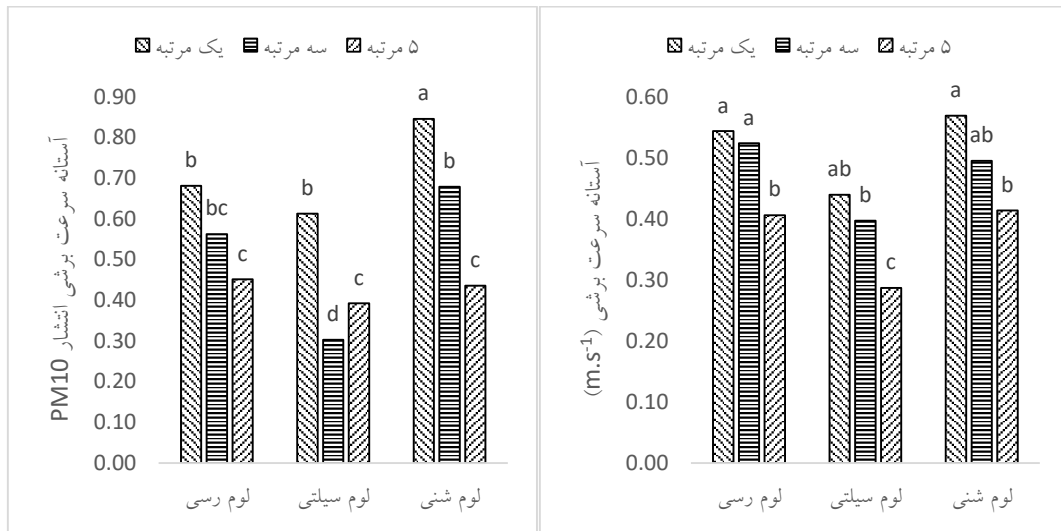 یک مرتبه سه مرتبه ۵ مرتبه
آستانه سرعت برشی انتشار PM10
0.90
0.80
0.70
0.60
0.50
0.40
0.30
0.20
0.10
0.00
b
bc
c
b
d
c
a
b
c
لوم رسی
لوم سیلتی
لوم شنی
یک مرتبه سه مرتبه ۵ مرتبه
آستانه سرعت برشی (m.s-1)
0.60
0.50
0.40
0.30
0.20
0.10
0.00
a
a
b
ab
b
c
a
ab
b
لوم رسی
لوم سیلتی
لوم شنی